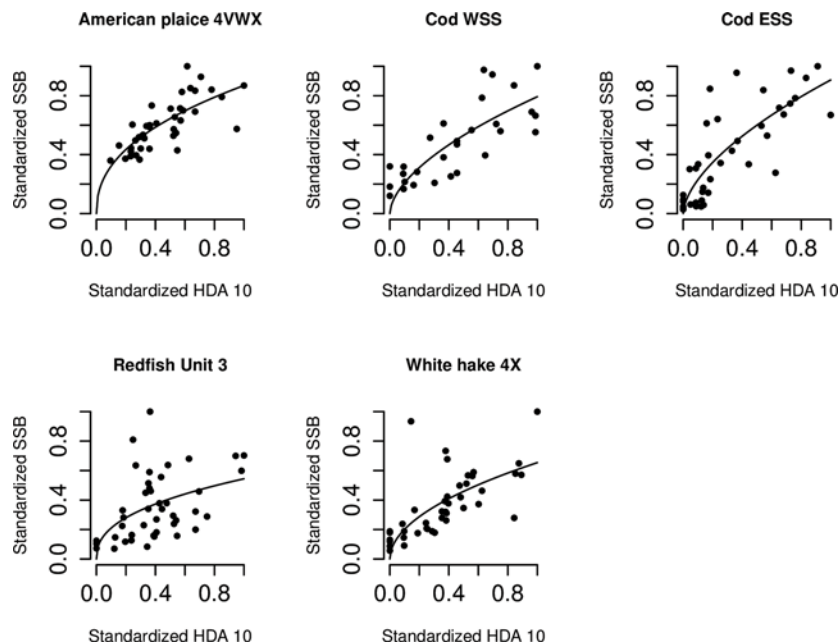 American plaice 4VWX
Cod WSS
Cod ESS
Standardized SSB
0.0 0.4 0.8
0.0 0.4 0.8
Standardized HDA 10
Standardized SSB
0.0 0.4 0.8
0.0 0.4 0.8
Standardized HDA 10
Standardized SSB
0.0 0.4 0.8
0.0 0.4 0.8
Standardized HDA 10
Redfish Unit 3
White hake 4X
Standardized SSB
0.0 0.4 0.8
0.0 0.4 0.8
Standardized HDA 10
Standardized SSB
0.0 0.4 0.8
0.0 0.4 0.8
Standardized HDA 10